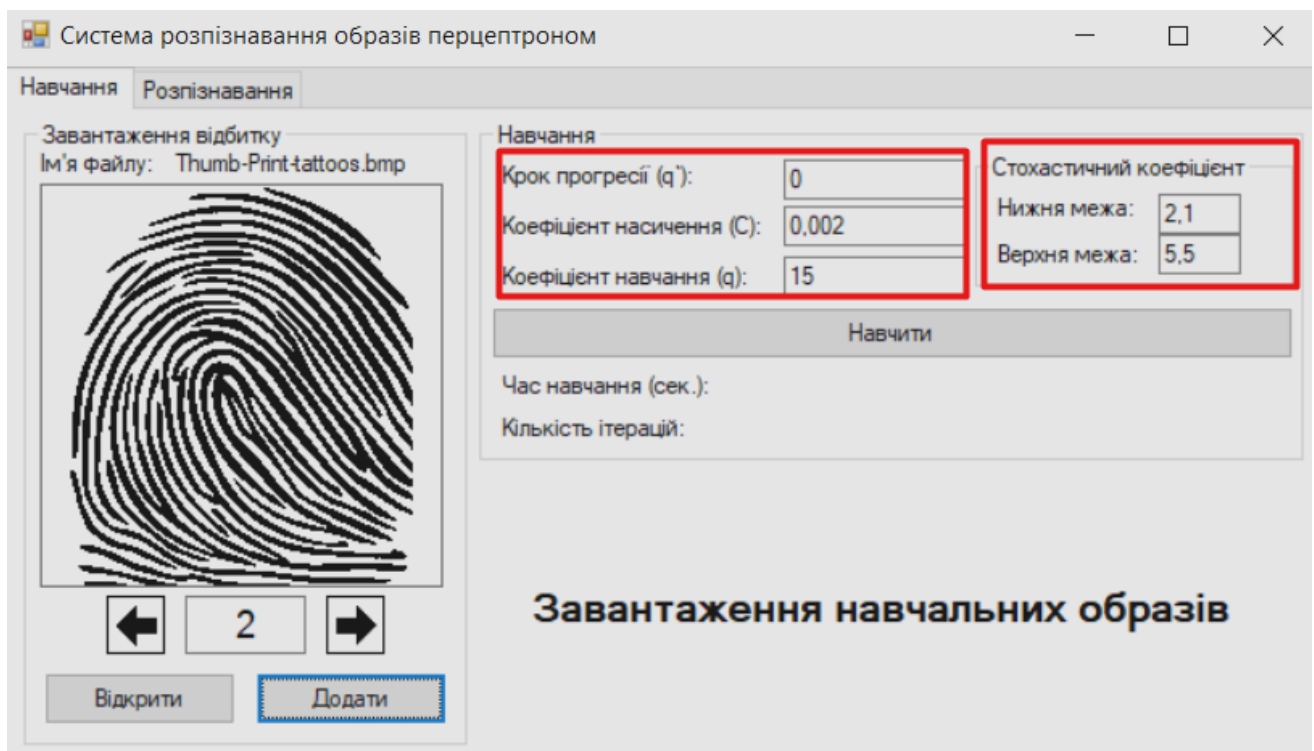 Система розпізнавання образів перцептроном
Навчання Розпізнавання
Завантаження відбитку
Ім'я файлу: Thumb-Print-tattoos.bmp
2
Відкрити Додати
Навчання
Крок прогресії (q`): 0
Коефіцієнт насичення (C): 0,002
Коефіцієнт навчання (q): 15
Стохастичний коефіцієнт
Нижня межа: 2,1
Верхня межа: 5,5
Навчити
Час навчання (сек.):
Кількість ітерацій:
Завантаження навчальних образів